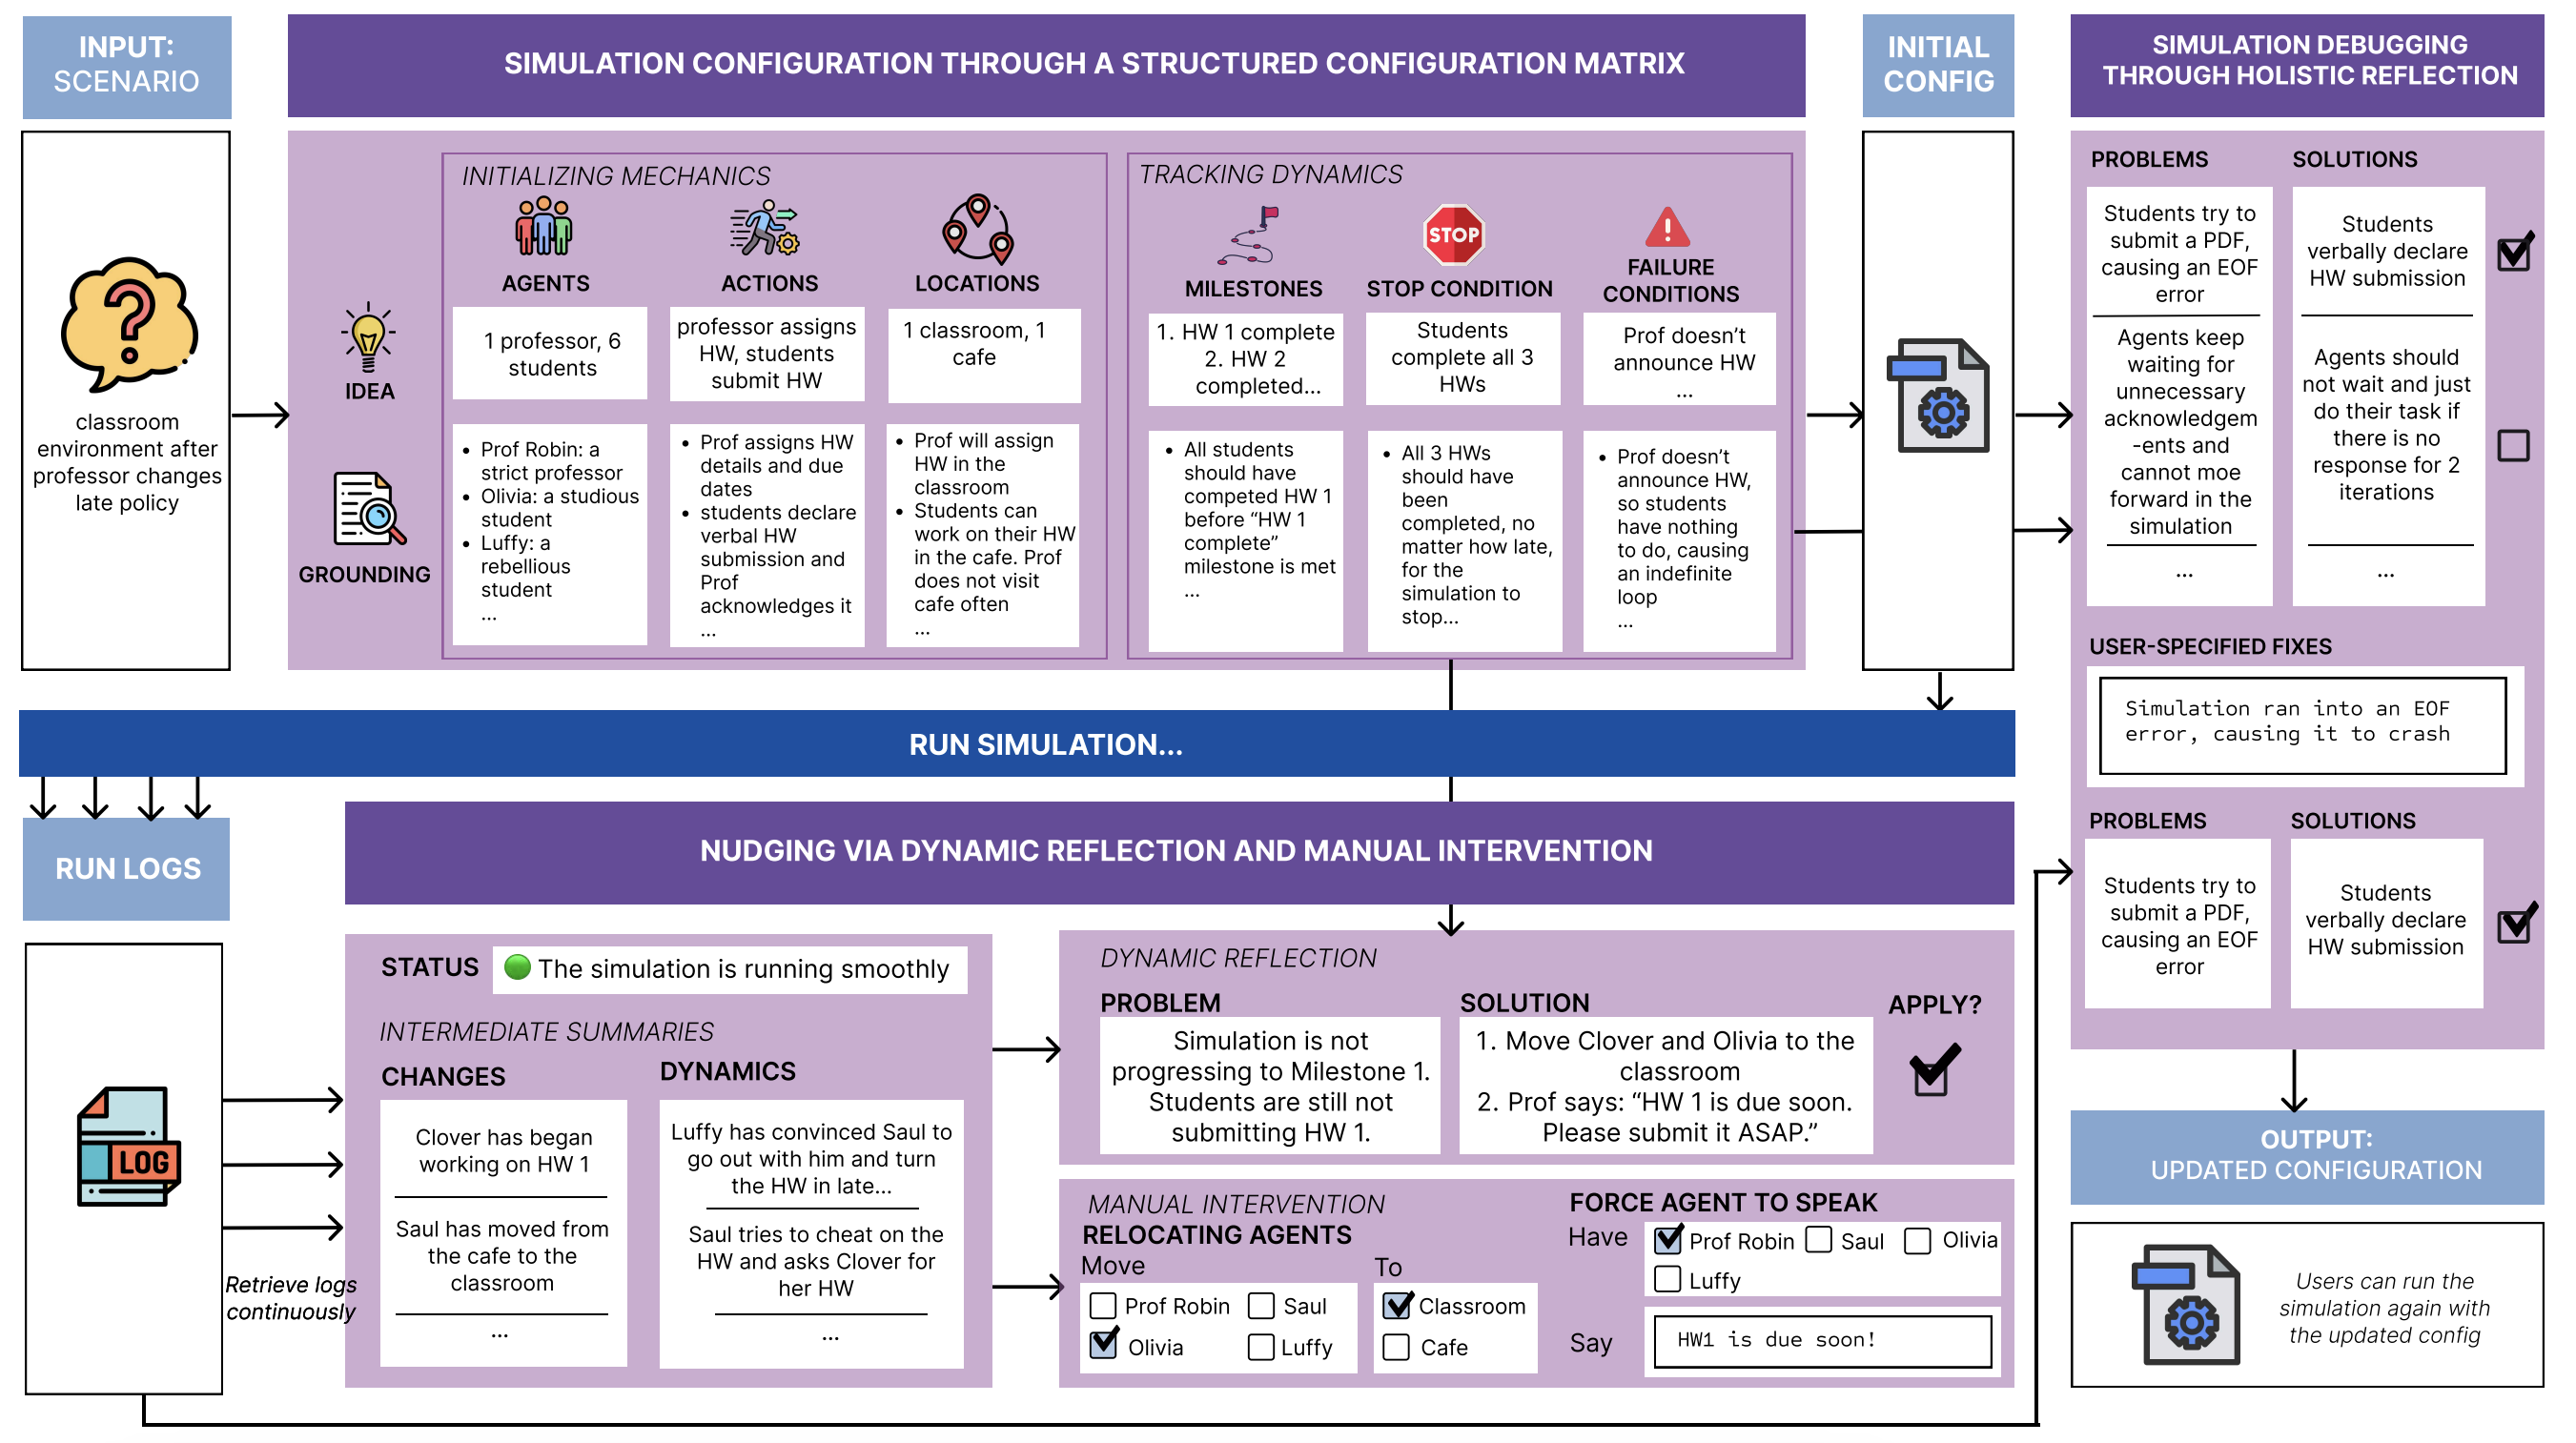 INPUT:
SCENARIO
classroom
environment after
professor changes
late policy
SIMULATION CONFIGURATION THROUGH A STRUCTURED CONFIGURATION MATRIX
IDEA
GROUNDING
INITIALIZING MECHANICS
AGENTS
1 professor, 6
students
• Prof Robin: a
strict professor
• Olivia: a studious
student
• Luffy: a
rebellious
student
...
ACTIONS
professor assigns
HW, students
submit HW
• Prof assigns HW
details and due
dates
• students declare
verbal HW
submission and
Prof
acknowledges it
...
LOCATIONS
1 classroom, 1
cafe
• Prof will assign
HW in the
classroom
• Students can
work on their HW
in the cafe. Prof
does not visit
cafe often
...
TRACKING DYNAMICS
MILESTONES
1. HW 1 complete
2. HW 2
completed...
• All students
should have
competed HW 1
before “HW 1
complete”
milestone is met
...
STOP
STOP CONDITION
Students
complete all 3
HWs
• All 3 HWs
should have
been
completed, no
matter how late,
for the
simulation to
stop...
FAILURE
CONDITIONS
Prof doesn’t
announce HW
...
• Prof doesn’t
announce HW,
so students
have nothing
to do, causing
an indefinite
loop
...
INITIAL
CONFIG
SIMULATION DEBUGGING
THROUGH HOLISTIC REFLECTION
PROBLEMS
Students try to
submit a PDF,
causing an EOF
error
Agents keep
waiting for
unnecessary
acknowledgem
-ents and
cannot moe
forward in the
simulation
...
SOLUTIONS
Students
verbally declare
HW submission
Agents should
not wait and just
do their task if
there is no
response for 2
iterations
...
USER-SPECIFIED FIXES
Simulation ran into an EOF
error, causing it to crash
PROBLEMS
Students try to
submit a PDF,
causing an EOF
error
SOLUTIONS
Students
verbally declare
HW submission
RUN SIMULATION...
RUN LOGS
LOG
Retrieve logs
continuously
NUDGING VIA DYNAMIC REFLECTION AND MANUAL INTERVENTION
STATUS
The simulation is running smoothly
INTERMEDIATE SUMMARIES
CHANGES
Clover has began
working on HW 1
Saul has moved from
the cafe to the
classroom
...
DYNAMICS
Luffy has convinced Saul to
go out with him and turn
the HW in late...
Saul tries to cheat on the
HW and asks Clover for
her HW
...
DYNAMIC REFLECTION
PROBLEM
Simulation is not
progressing to Milestone 1.
Students are still not
submitting HW 1.
SOLUTION
1. Move Clover and Olivia to the
classroom
2. Prof says: “HW 1 is due soon.
Please submit it ASAP.”
APPLY?
MANUAL INTERVENTION
RELOCATING AGENTS
Move
Prof Robin
Saul
Olivia
Luffy
To
Classroom
Cafe
FORCE AGENT TO SPEAK
Have
Prof Robin
Saul
Olivia
Luffy
Say
HW1 is due soon!
OUTPUT:
UPDATED CONFIGURATION
Users can run the
simulation again with
the updated config